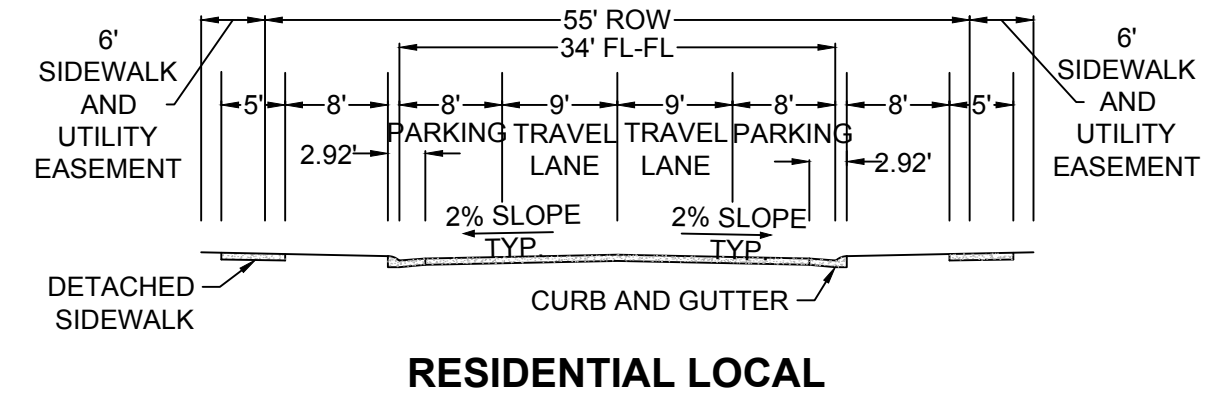 55' ROW
34' FL-FL
6'
SIDEWALK
AND
UTILITY
EASEMENT
6'
SIDEWALK
AND
UTILITY
EASEMENT
5' 8' 8' 9' 9' 8' 8' 5'
PARKING TRAVEL TRAVEL PARKING
LANE LANE
2.92' 2.92'
2% SLOPE 2% SLOPE
TYP. TYP.
DETACHED
SIDEWALK
CURB AND GUTTER
RESIDENTIAL LOCAL